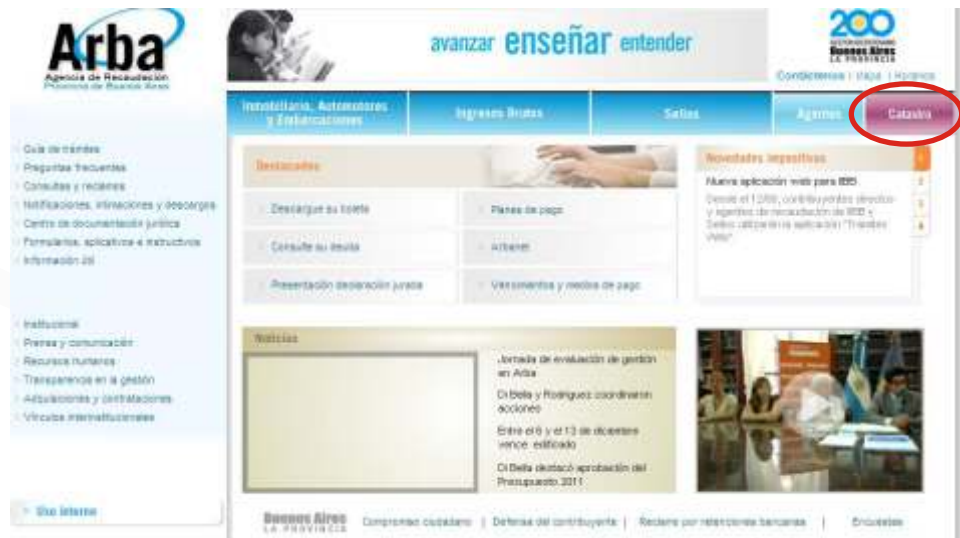 Arba
Agencia de Recaudación
Provincia de Buenos Aires
avanzar enseñar entender
200
Buenos Aires
LA PROVINCIA
Contáctenos | Mapa |
Inmobiliario, Automotores
y Embarcaciones
Ingresos Brutos
Sellos
Agentes
Catastro
Guía de trámites
Preguntas frecuentes
Consultas y reclamos
Notificaciones, intimaciones y descargos
Centro de documentación jurídica
Formularios, aplicativos e instructivos
Información útil
Institucional
Prensa y comunicación
Recursos humanos
Transparencia en la gestión
Adquisiciones y contrataciones
Vínculos interinstitucionales
Uso interno
Destacados
Descargue su boleta
Planes de pago
Consulte su deuda
Arbanet
Presentación declaración jurada
Vencimientos y medios de pago
Novedades impositivas
Nueva aplicación web para IIBB
Desde el 12/09, contribuyentes directos
y agentes de recaudación de IIBB y
Sellos utilizarán la aplicación "Trámites
Web".
1
2
3
4
Noticias
Jornada de evaluación de gestión
en Arba
Di Bella y Rodríguez coordinaron
acciones
Entre el 6 y el 13 de diciembre
vence edificado
Di Bella destacó aprobación del
Presupuesto 2011
Buenos Aires
LA PROVINCIA
Compromiso ciudadano | Defensa del contribuyente | Reclamo por retenciones bancarias | Encuestas